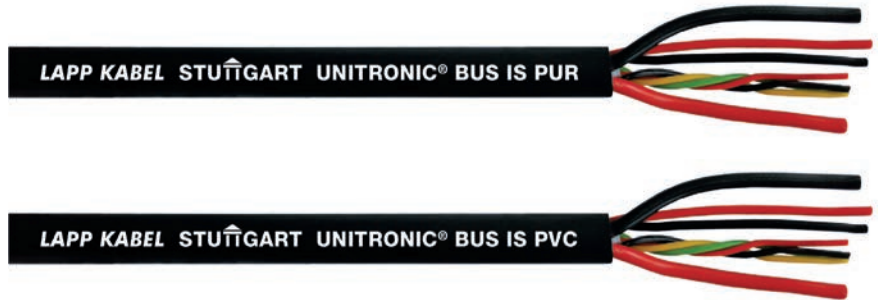 LAPP KABEL STUTTGART UNITRONIC® BUS IS PUR
LAPP KABEL STUTTGART UNITRONIC® BUS IS PVC